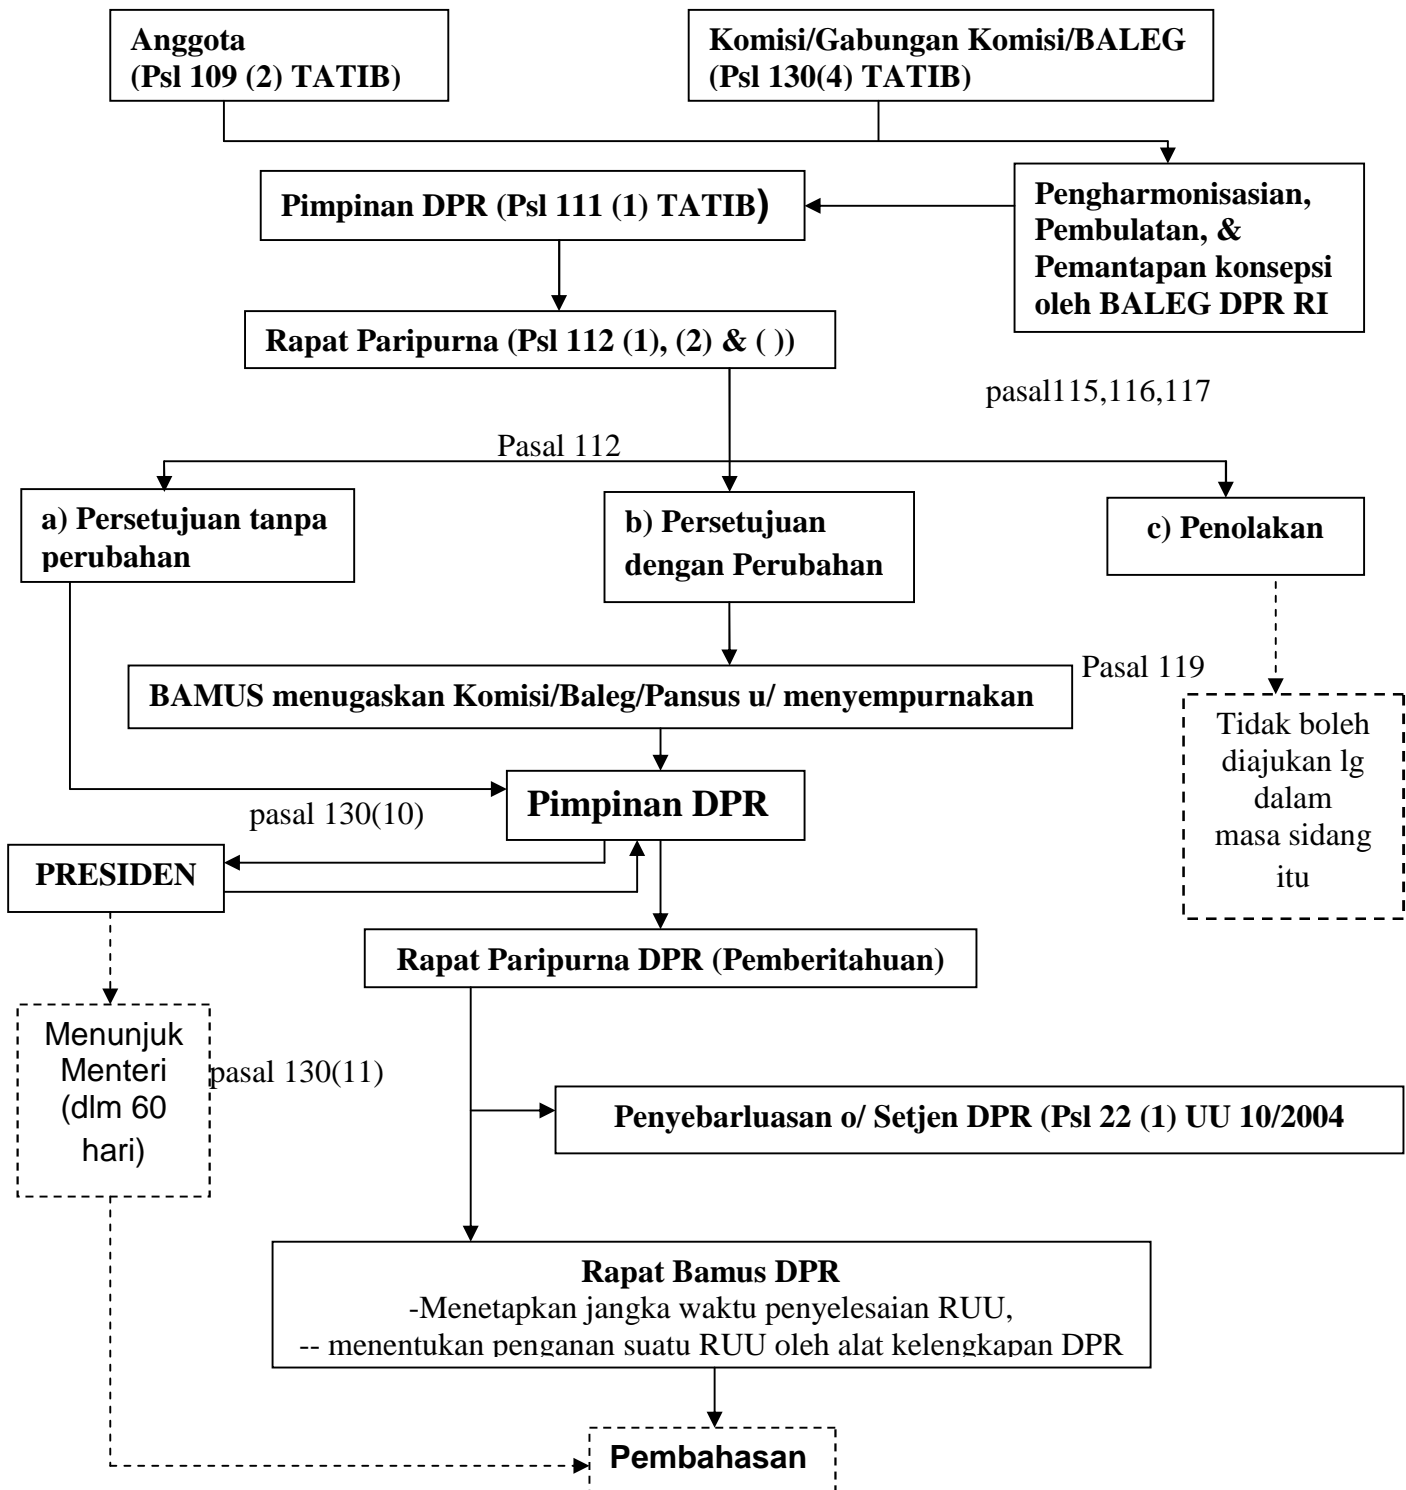 Anggota
(Psl 109 (2) TATIB)
Komisi/Gabungan Komisi/BALEG
(Psl 130(4) TATIB)
Pimpinan DPR (Psl 111 (1) TATIB)
Pengharmonisasian,
Pembulatan, &
Pemantapan konsepsi
oleh BALEG DPR RI
Rapat Paripurna (Psl 112 (1), (2) & ( ))
pasal115,116,117
Pasal 112
a) Persetujuan tanpa
perubahan
b) Persetujuan
dengan Perubahan
c) Penolakan
BAMUS menugaskan Komisi/Baleg/Pansus u/ menyempurnakan
Pasal 119
Tidak boleh
diajukan lg
dalam
masa sidang
itu
Pimpinan DPR
pasal 130(10)
PRESIDEN
Rapat Paripurna DPR (Pemberitahuan)
Menunjuk
Menteri
(dlm 60
hari)
pasal 130(11)
Penyebarluasan o/ Setjen DPR (Psl 22 (1) UU 10/2004
Rapat Bamus DPR
-Menetapkan jangka waktu penyelesaian RUU,
-- menentukan penganan suatu RUU oleh alat kelengkapan DPR
Pembahasan